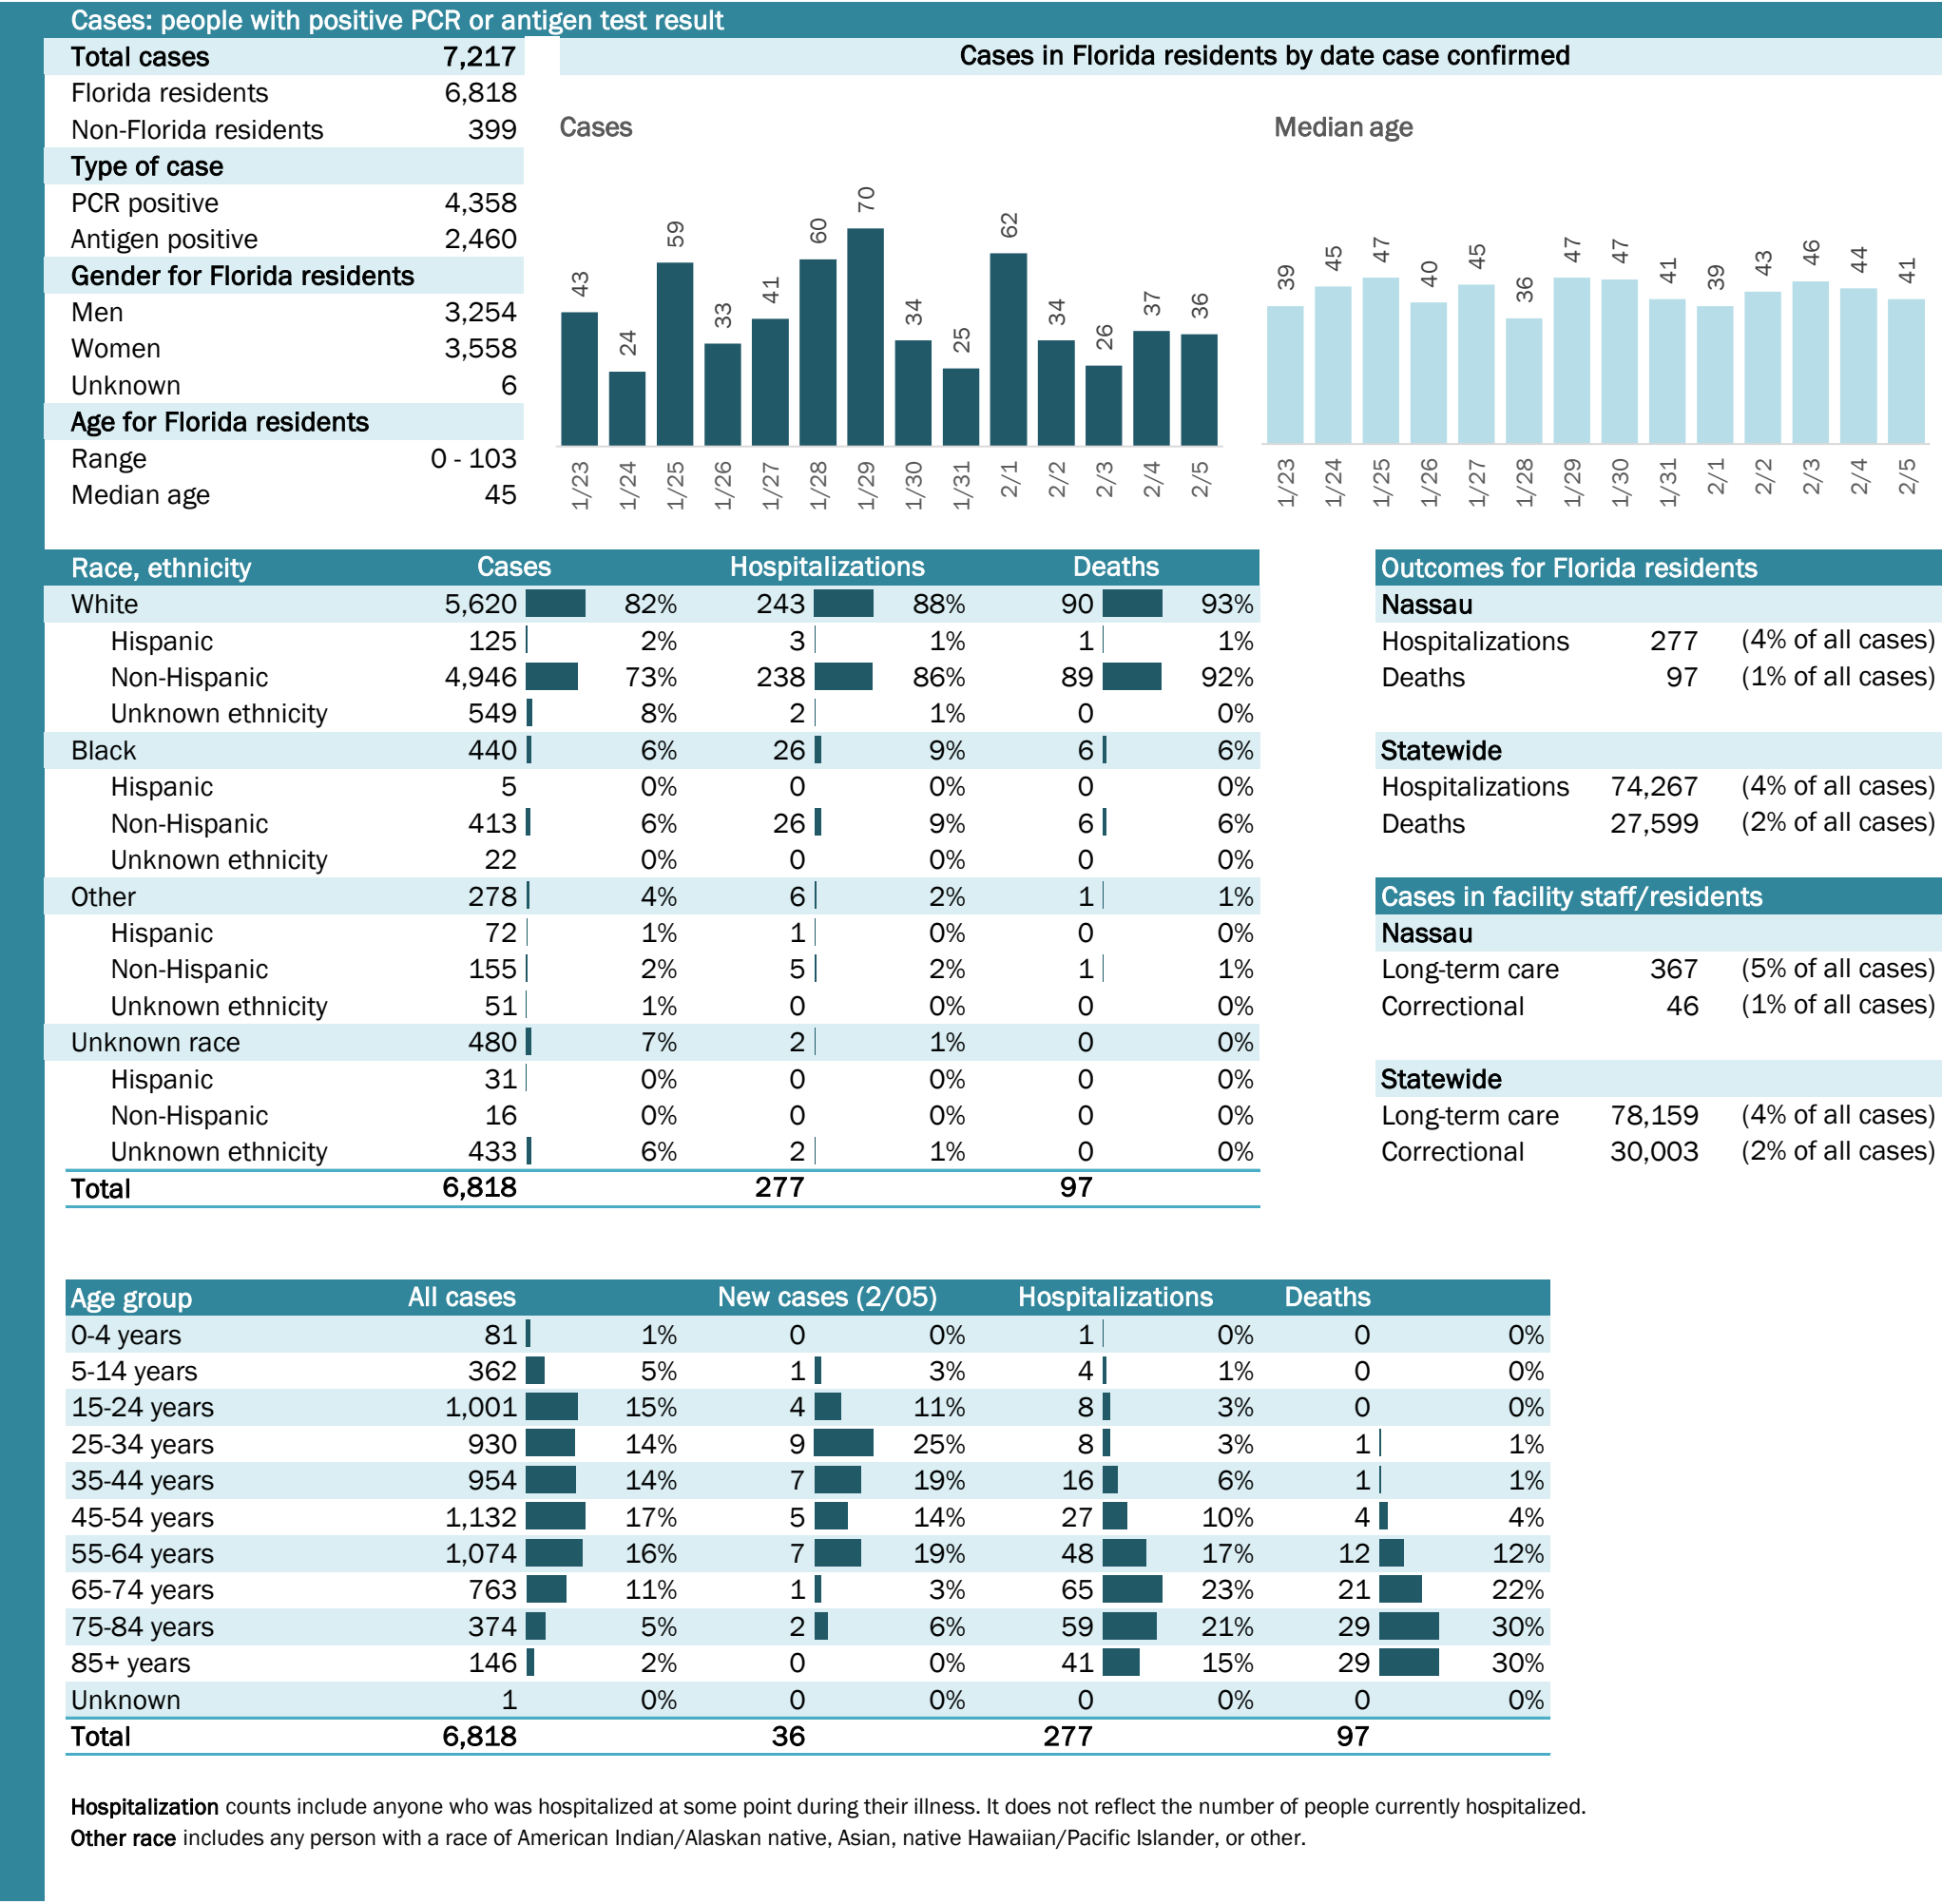 Cases: people with positive PCR or antigen test result
Total cases 7,217
Florida residents 6,818
Non-Florida residents 399
Type of case
PCR positive 4,358
Antigen positive 2,460
Gender for Florida residents
Men 3,254
Women 3,558
Unknown 6
Age for Florida residents
Range 0 - 103
Median age 45
Cases in Florida residents by date case confirmed
Cases
43 24 59 33 41 60 70 34 25 62 34 26 37 36
1/23 1/24 1/25 1/26 1/27 1/28 1/29 1/30 1/31 2/1 2/2 2/3 2/4 2/5
Median age
39 45 47 40 45 36 47 47 41 39 43 46 44 41
1/23 1/24 1/25 1/26 1/27 1/28 1/29 1/30 1/31 2/1 2/2 2/3 2/4 2/5
Race, ethnicity Cases Hospitalizations Deaths
White 5,620 82% 243 88% 90 93%
Hispanic 125 2% 3 1% 1 1%
Non-Hispanic 4,946 73% 238 86% 89 92%
Unknown ethnicity 549 8% 2 1% 0 0%
Black 440 6% 26 9% 6 6%
Hispanic 5 0% 0 0% 0 0%
Non-Hispanic 413 6% 26 9% 6 6%
Unknown ethnicity 22 0% 0 0% 0 0%
Other 278 4% 6 2% 1 1%
Hispanic 72 1% 1 0% 0 0%
Non-Hispanic 155 2% 5 2% 1 1%
Unknown ethnicity 51 1% 0 0% 0 0%
Unknown race 480 7% 2 1% 0 0%
Hispanic 31 0% 0 0% 0 0%
Non-Hispanic 16 0% 0 0% 0 0%
Unknown ethnicity 433 6% 2 1% 0 0%
Total 6,818 277 97
Outcomes for Florida residents
Nassau
Hospitalizations 277 (4% of all cases)
Deaths 97 (1% of all cases)
Statewide
Hospitalizations 74,267 (4% of all cases)
Deaths 27,599 (2% of all cases)
Cases in facility staff/residents
Nassau
Long-term care 367 (5% of all cases)
Correctional 46 (1% of all cases)
Statewide
Long-term care 78,159 (4% of all cases)
Correctional 30,003 (2% of all cases)
Age group All cases New cases (2/05) Hospitalizations Deaths
0-4 years 81 1% 0 0% 1 0% 0 0%
5-14 years 362 5% 1 3% 4 1% 0 0%
15-24 years 1,001 15% 4 11% 8 3% 0 0%
25-34 years 930 14% 9 25% 8 3% 1 1%
35-44 years 954 14% 7 19% 16 6% 1 1%
45-54 years 1,132 17% 5 14% 27 10% 4 4%
55-64 years 1,074 16% 7 19% 48 17% 12 12%
65-74 years 763 11% 1 3% 65 23% 21 22%
75-84 years 374 5% 2 6% 59 21% 29 30%
85+ years 146 2% 0 0% 41 15% 29 30%
Unknown 1 0% 0 0% 0 0% 0 0%
Total 6,818 36 277 97
Hospitalization counts include anyone who was hospitalized at some point during their illness. It does not reflect the number of people currently hospitalized.
Other race includes any person with a race of American Indian/Alaskan native, Asian, native Hawaiian/Pacific Islander, or other.